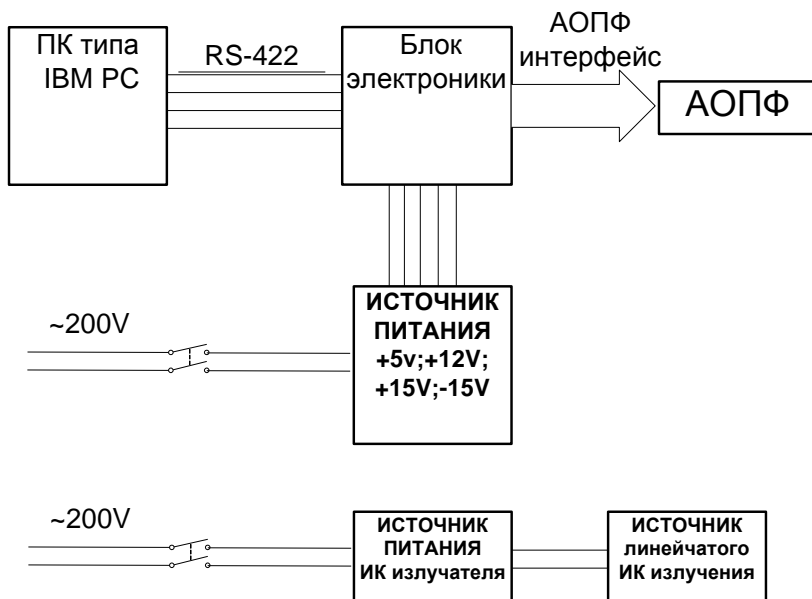 ПК типа
IBM PC
RS-422
Блок
электроники
АОПФ
интерфейс
АОПФ
~200V
ИСТОЧНИК
ПИТАНИЯ
+5v;+12V;
+15V;-15V
~200V
ИСТОЧНИК
ПИТАНИЯ
ИК излучателя
ИСТОЧНИК
линейчатого
ИК излучения